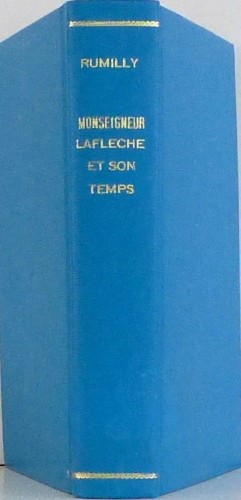 RUMILLY
MONSEIGNEUR
LAFLECHE
ET SON
TEMPS